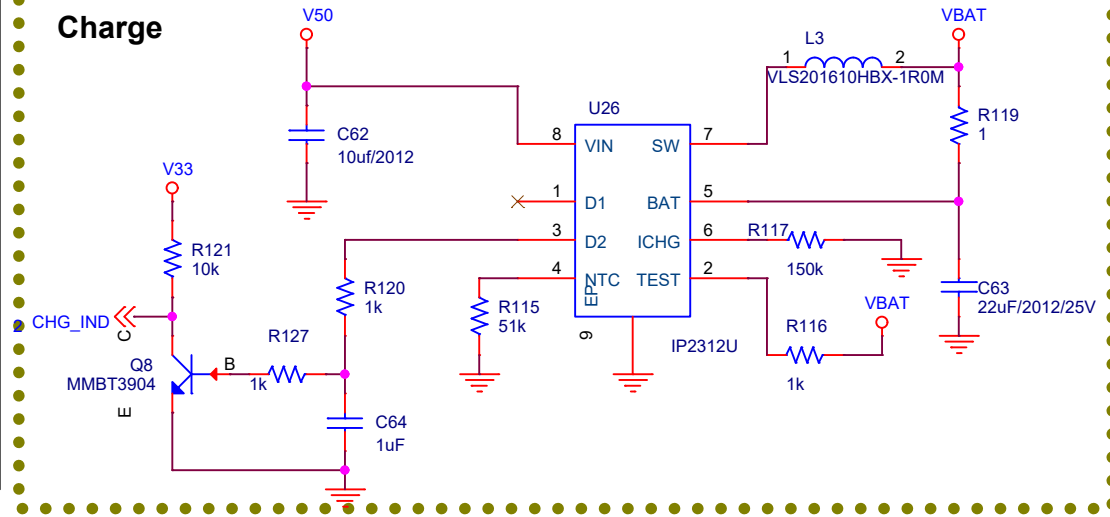 Charge
V50
VBAT
L3
1
2
VLS201610HBX-1R0M
U26
R119
1
C62
10uf/2012
8
VIN
SW
7
V33
1
D1
BAT
5
3
D2
ICHG
6
R117
150k
R121
10k
4
NTC
TEST
2
EP
9
R120
1k
R115
51k
C63
22uF/2012/25V
VBAT
2
CHG_IND
C
R127
1k
R116
1k
IP2312U
Q8
MMBT3904
B
E
C64
1uF